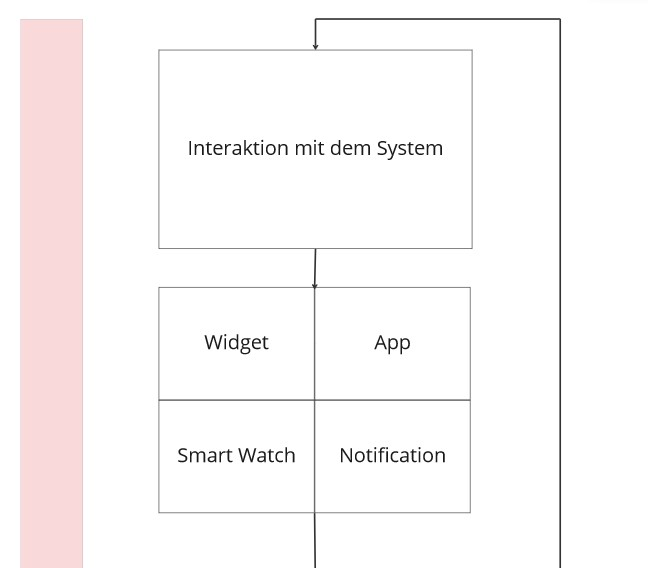 Interaktion mit dem System
Widget
App
Smart Watch
Notification